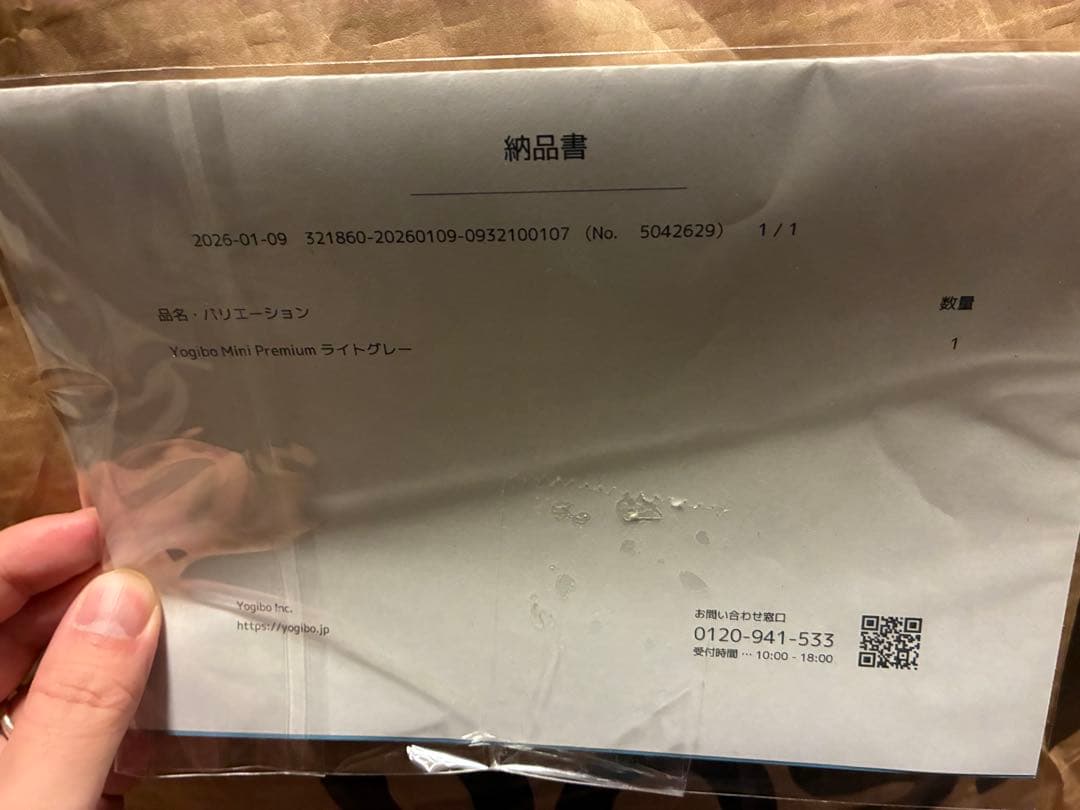 納品書
2026-01-09 321860-20260109-0932100107 (No. 5042629) 1 / 1
品名・バリエーション 数量
Yogibo Mini Premium ライトグレー 1
Yogibo Inc.
https://yogibo.jp
お問い合わせ窓口
0120-941-533
受付時間 … 10:00 - 18:00